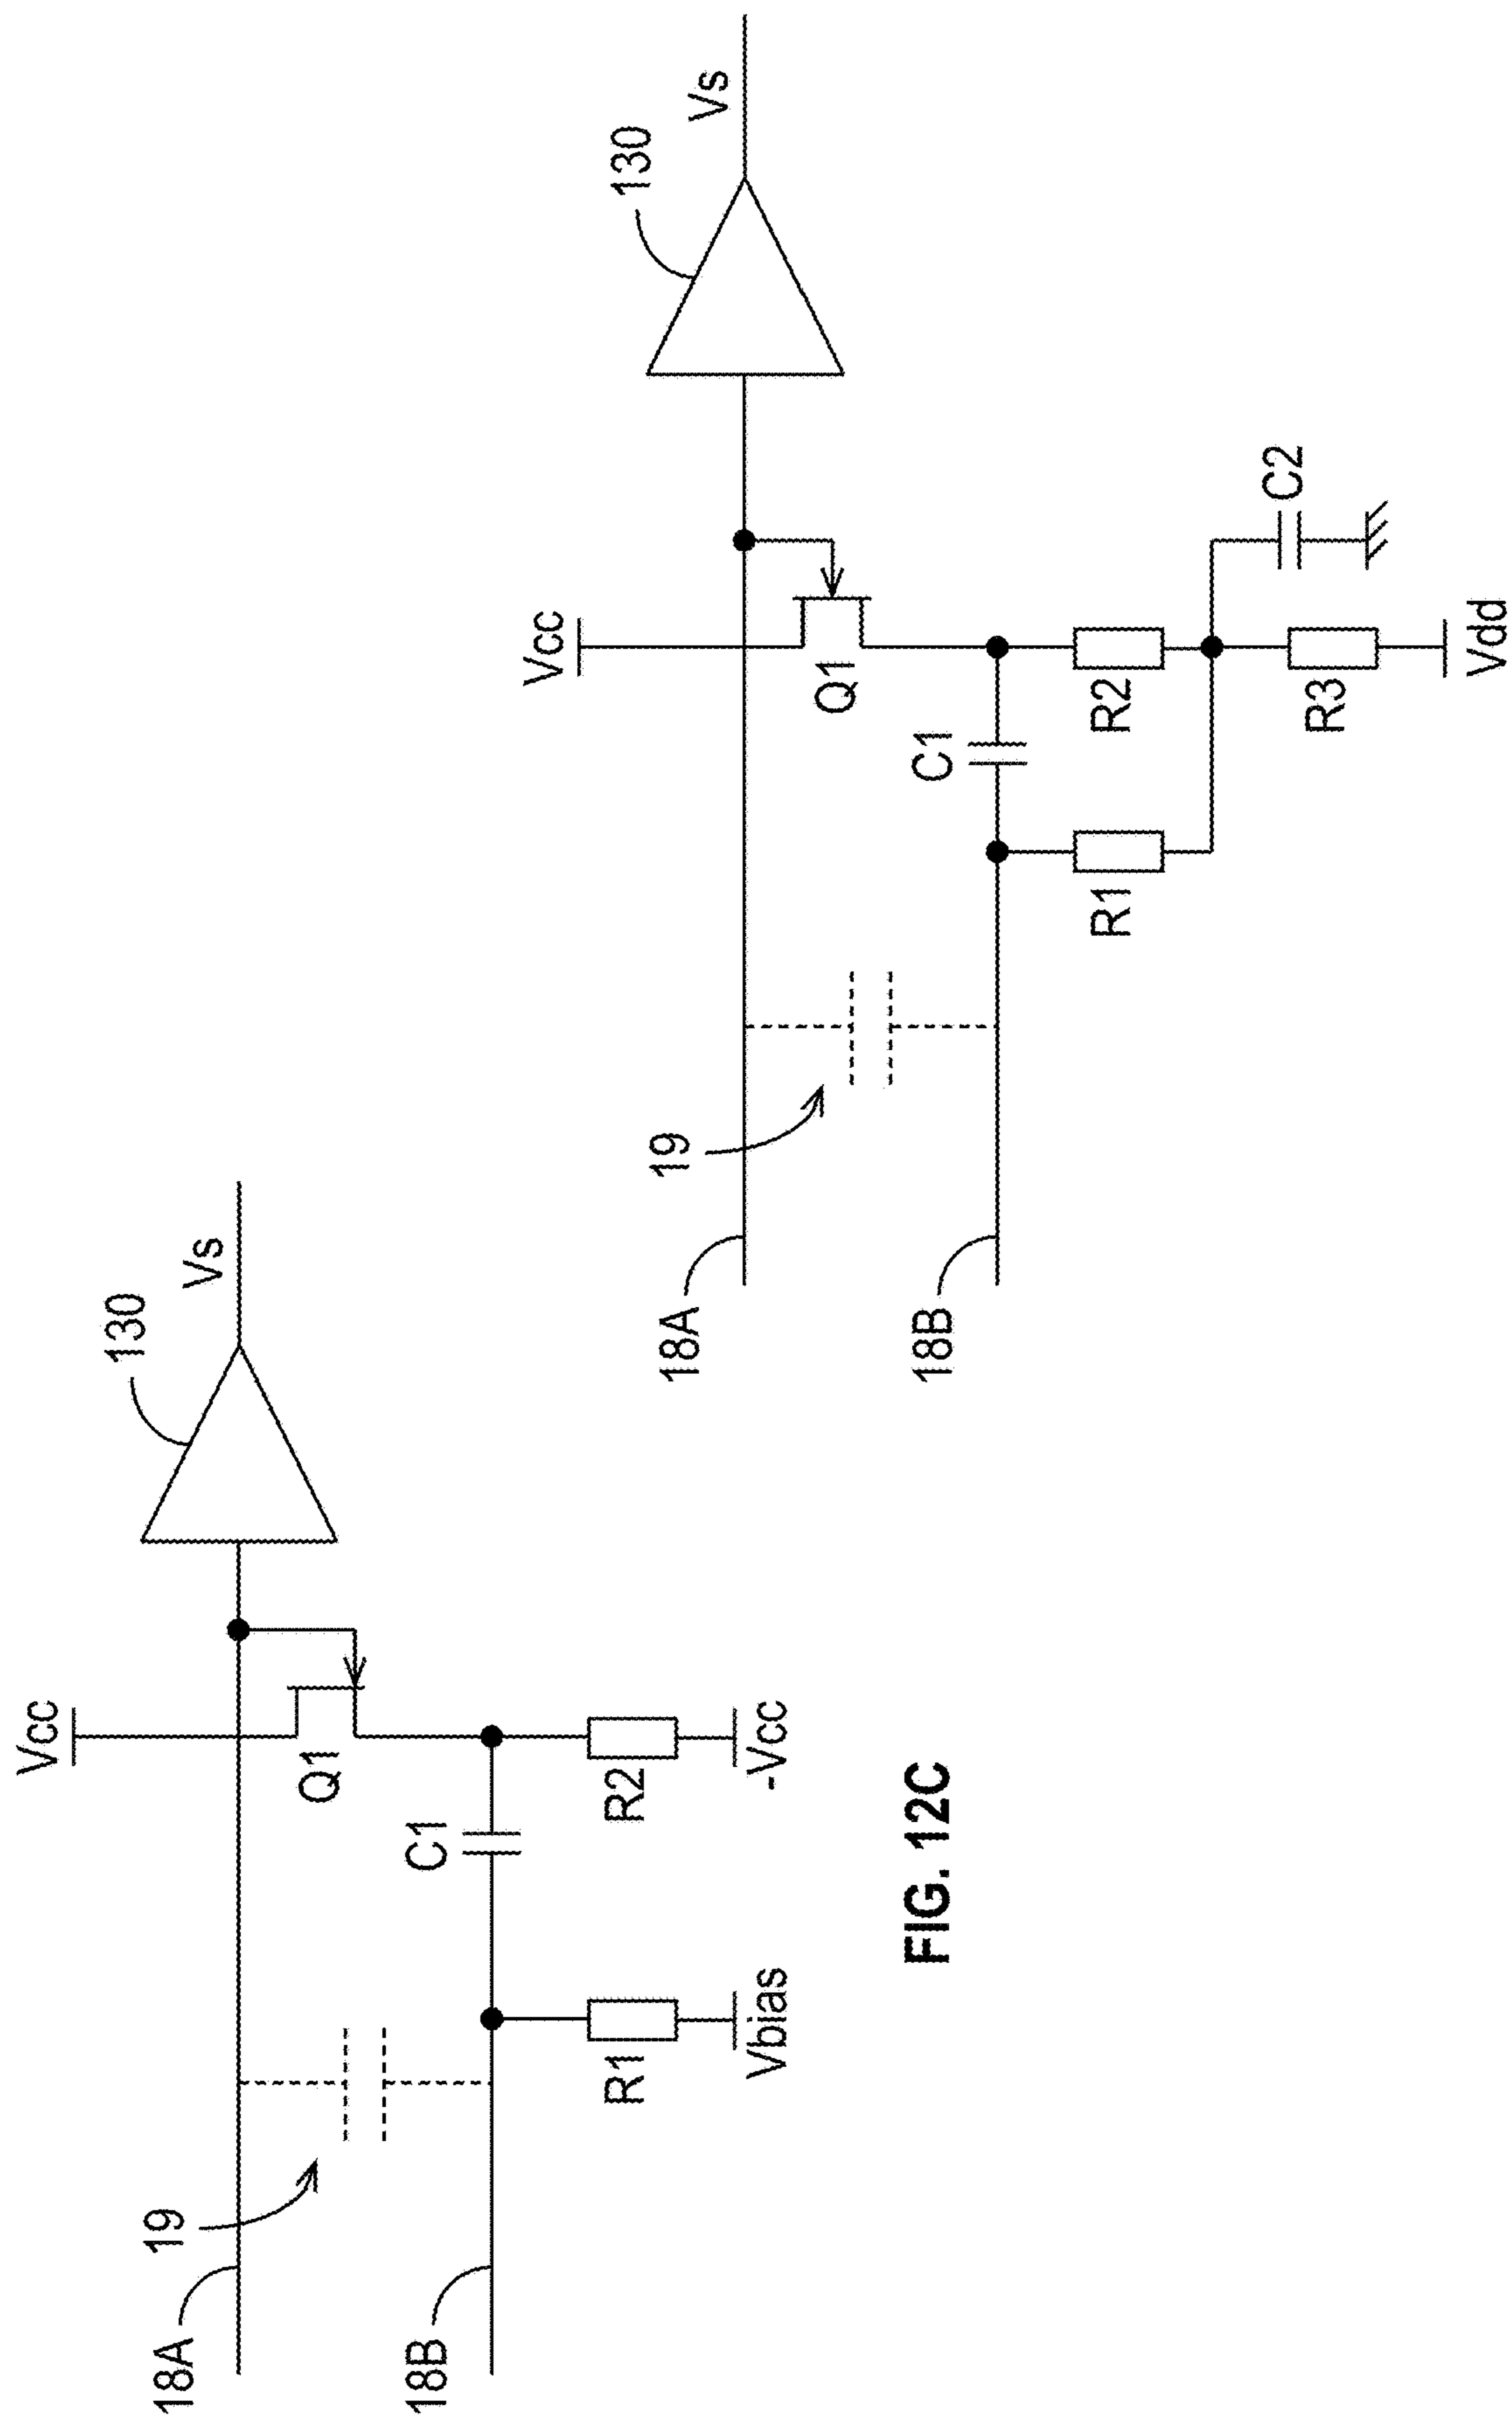 Vcc
130
Vs
18A
19
Q1
C1
18B
R1
R2
Vbias
-Vcc
FIG. 12C
Vcc
130
Vs
18A
19
Q1
C1
18B
R1
R2
C2
R3
Vdd